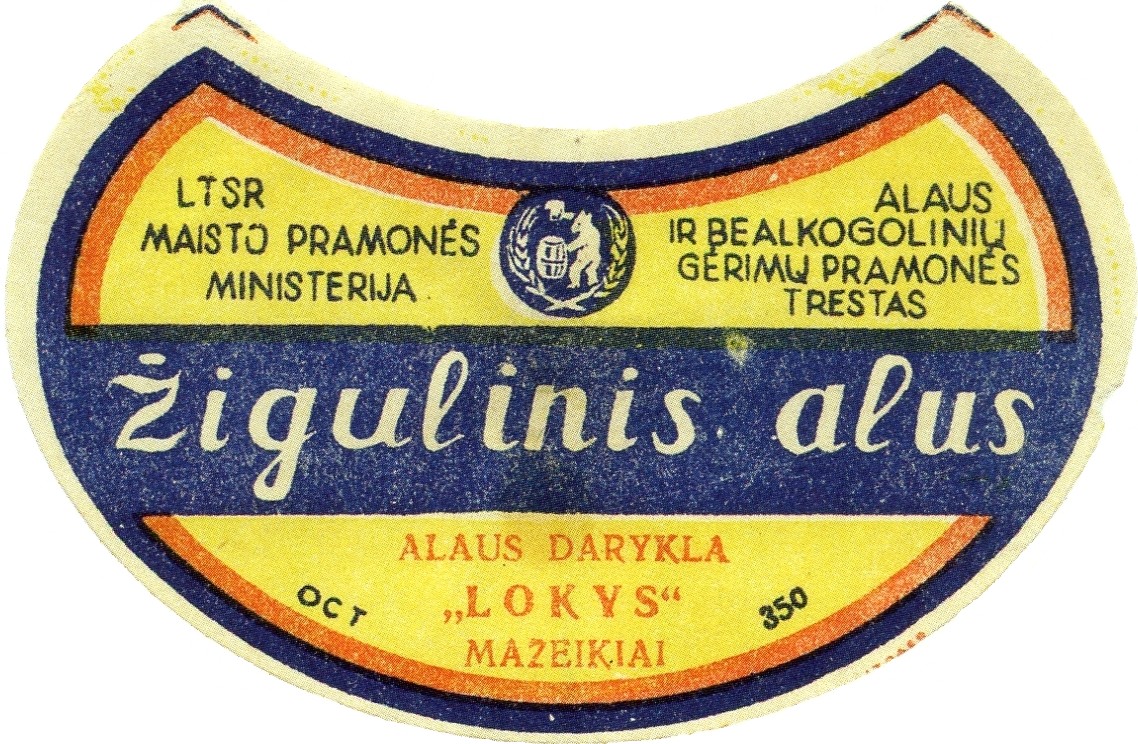 LTSR
MAISTO PRAMONĖS
MINISTERIJA
ALAUS
IR BEALKOGOLINIŲ
GĖRIMŲ PRAMONĖS
TRESTAS
Žigulinis alus
ALAUS DARYKLA
„LOKYS“
MAŽEIKIAI
OCT
350